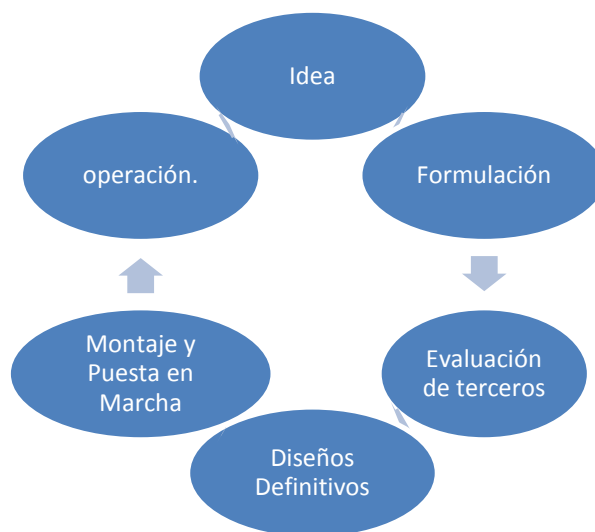 Idea
Formulación
Evaluación
de terceros
Diseños
Definitivos
Montaje y
Puesta en
Marcha
operación.